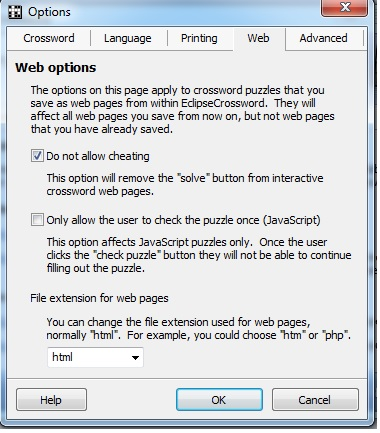 Options
Crossword Language Printing Web Advanced
Web options
The options on this page apply to crossword puzzles that you
save as web pages from within EclipseCrossword. They will
affect all web pages you save from now on, but not web pages
that you have already saved.
Do not allow cheating
This option will remove the "solve" button from interactive
crossword web pages.
Only allow the user to check the puzzle once (JavaScript)
This option affects JavaScript puzzles only. Once the user
clicks the "check puzzle" button they will not be able to continue
filling out the puzzle.
File extension for web pages
You can change the file extension used for web pages,
normally "html". For example, you could choose "htm" or "php".
html
Help OK Cancel